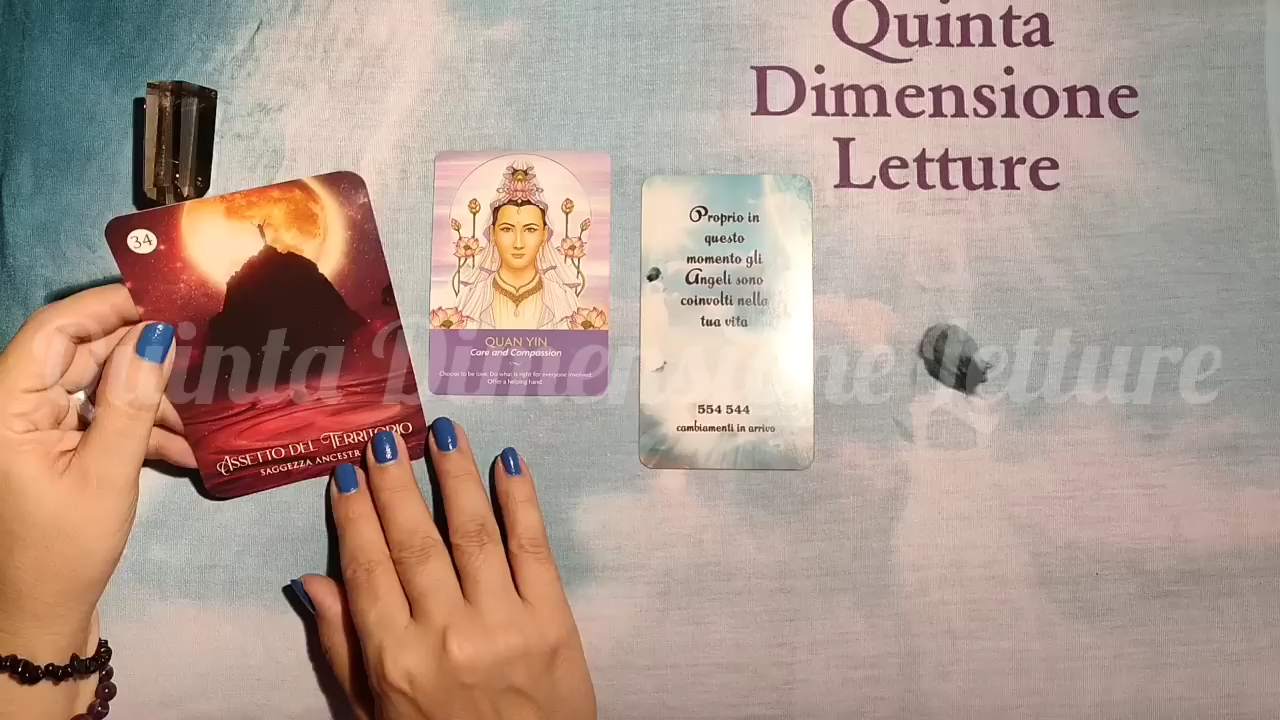 Quinta
Dimensione
Letture
34
ASSETTO DEL TERRITORIO
SAGGEZZA
QUAN YIN
Care and Compassion
Choose to be love. Do what is right for everyone involved.
Offer a helping hand.
Proprio in
questo
momento gli
Angeli sono
coinvolti nella
tua vita
554 544
cambiamenti in arrivo
Quinta Dimensione Letture